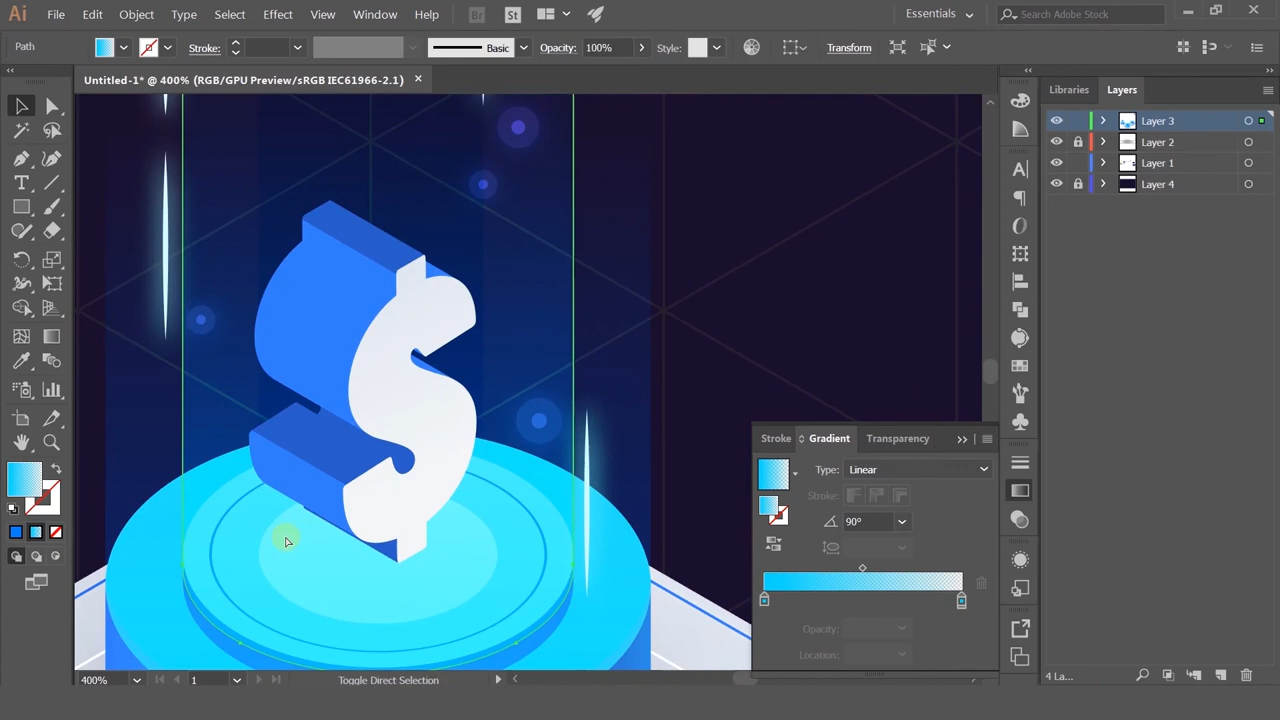 Ai File Edit Object Type Select Effect View Window Help Br St Essentials Search Adobe Stock
Path Stroke: Basic Opacity: 100% Style: Transform
Untitled-1* @ 400% (RGB/GPU Preview/sRGB IEC61966-2.1)
Libraries Layers
Layer 3
Layer 2
Layer 1
Layer 4
Stroke Gradient Transparency
Type: Linear
Stroke:
90°
Opacity:
Location:
400% 1 Toggle Direct Selection 4 La...